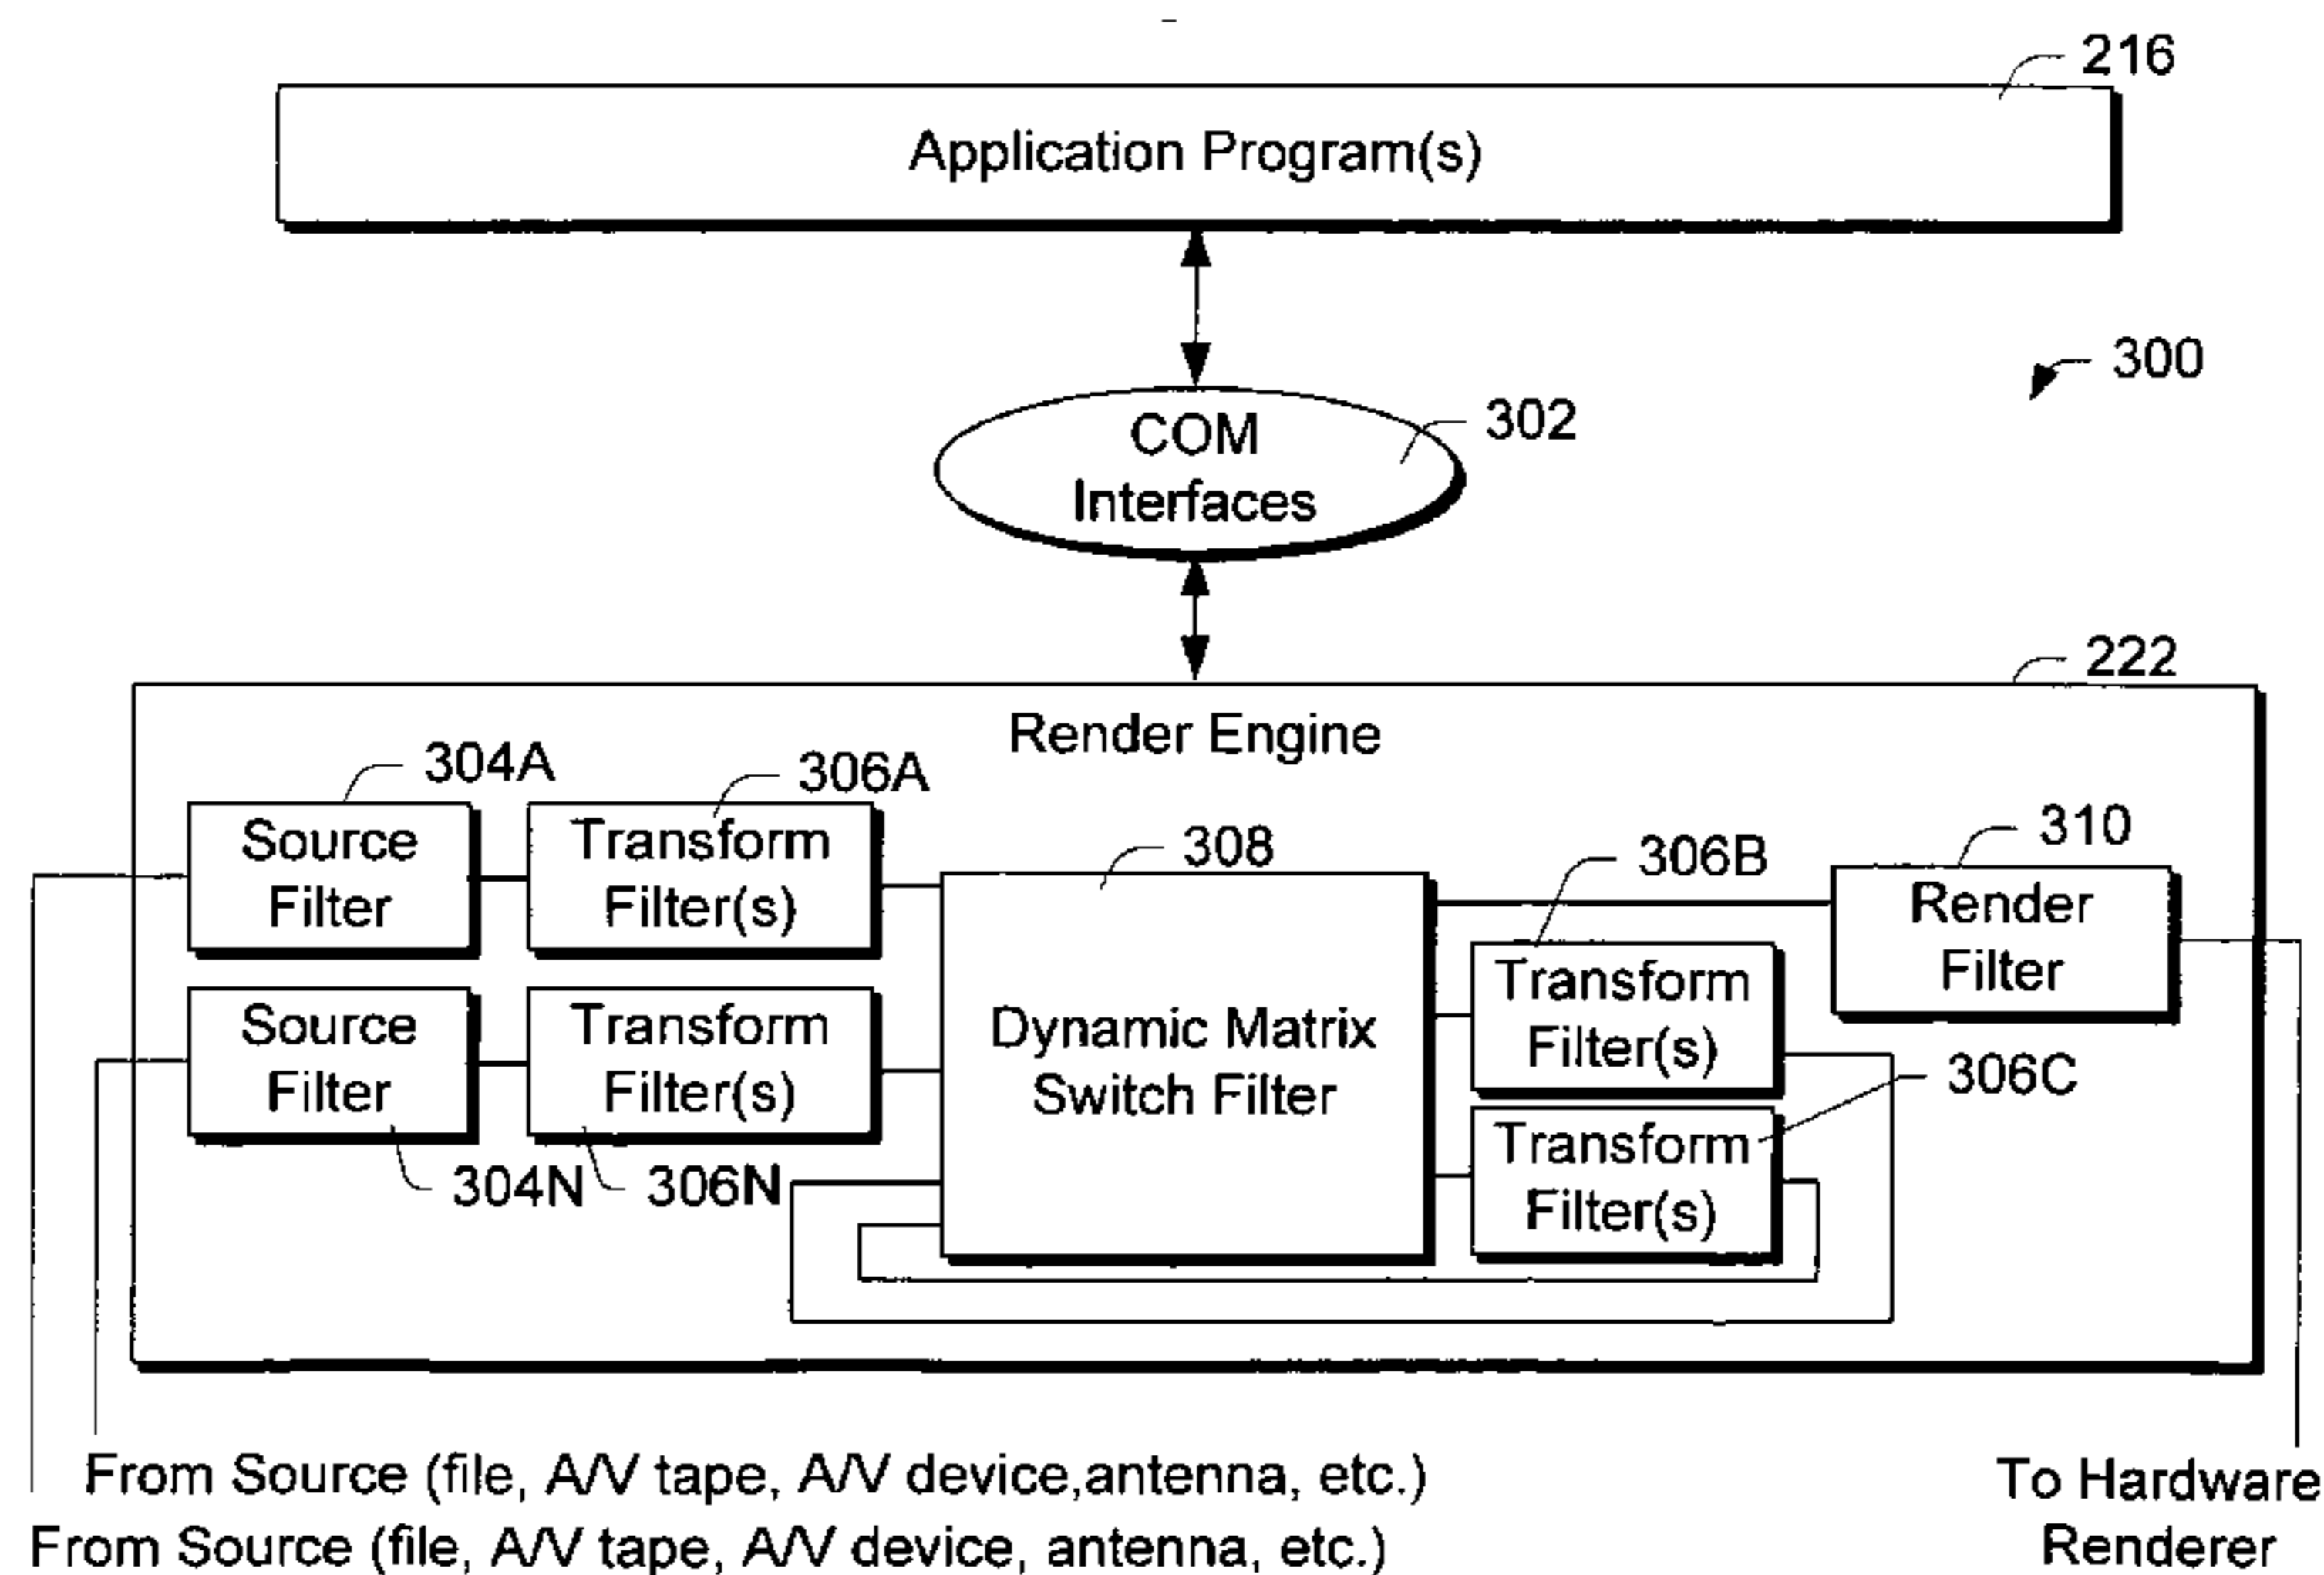 216
Application Program(s)
300
COM
Interfaces
302
222
Render Engine
304A
306A
308
306B
310
Source
Filter
Transform
Filter(s)
Render
Filter
Source
Filter
Transform
Filter(s)
Dynamic Matrix
Switch Filter
Transform
Filter(s)
306C
Transform
Filter(s)
304N
306N
From Source (file, A/V tape, A/V device,antenna, etc.)
From Source (file, A/V tape, A/V device, antenna, etc.)
To Hardware
Renderer